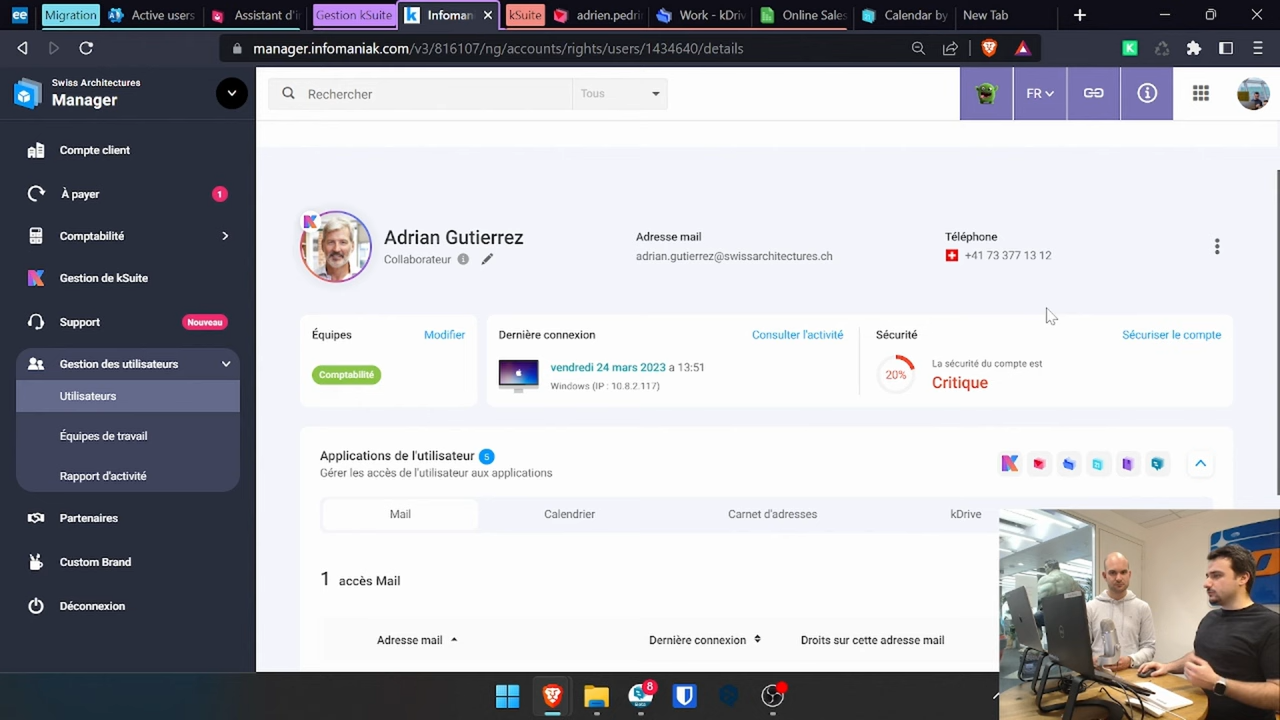 Migration
Active users
Assistant d'i
Gestion kSuite
Infoman
kSuite
adrien.pedri
Work - kDriv
Online Sales
Calendar by
New Tab
manager.infomaniak.com/v3/816107/ng/accounts/rights/users/1434640/details
Swiss Architectures
Manager
Rechercher
Tous
FR
Compte client
À payer
1
Comptabilité
Gestion de kSuite
Support
Nouveau
Gestion des utilisateurs
Utilisateurs
Équipes de travail
Rapport d'activité
Partenaires
Custom Brand
Déconnexion
Adrian Gutierrez
Collaborateur
Adresse mail
adrian.gutierrez@swissarchitectures.ch
Téléphone
+41 73 377 13 12
Équipes
Modifier
Comptabilité
Dernière connexion
Consulter l'activité
vendredi 24 mars 2023 a 13:51
Windows (IP : 10.8.2.117)
Sécurité
Sécuriser le compte
20%
La sécurité du compte est
Critique
Applications de l'utilisateur 5
Gérer les accès de l'utilisateur aux applications
Mail
Calendrier
Carnet d'adresses
kDrive
1 accès Mail
Adresse mail
Dernière connexion
Droits sur cette adresse mail
8